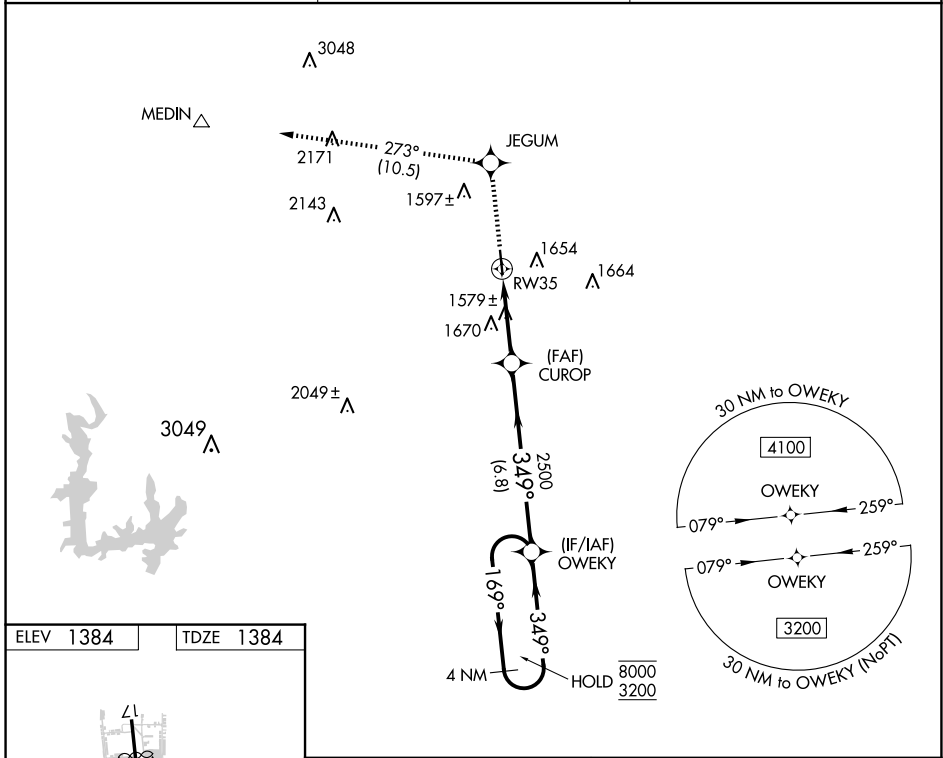 3048
MEDIN
273°
(10.5)
2171
JEGUM
1597±
2143
1654
1664
RW35
1579±
1670
(FAF)
CUROP
2049±
3049
2500
349°
(6.8)
(IF/IAF)
OWEKY
169°
349°
4 NM
HOLD
8000
3200
30 NM to OWEKY
4100
OWEKY
079°
259°
079°
259°
OWEKY
3200
30 NM to OWEKY (NoPT)
ELEV 1384
TDZE 1384
17